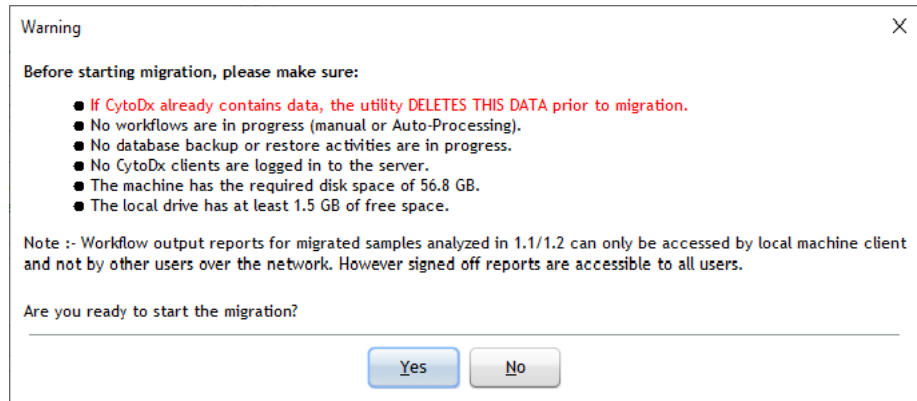 Warning
Before starting migration, please make sure:
● If CytoDx already contains data, the utility DELETES THIS DATA prior to migration.
● No workflows are in progress (manual or Auto-Processing).
● No database backup or restore activities are in progress.
● No CytoDx clients are logged in to the server.
● The machine has the required disk space of 56.8 GB.
● The local drive has at least 1.5 GB of free space.
Note :- Workflow output reports for migrated samples analyzed in 1.1/1.2 can only be accessed by local machine client
and not by other users over the network. However signed off reports are accessible to all users.
Are you ready to start the migration?
Yes No